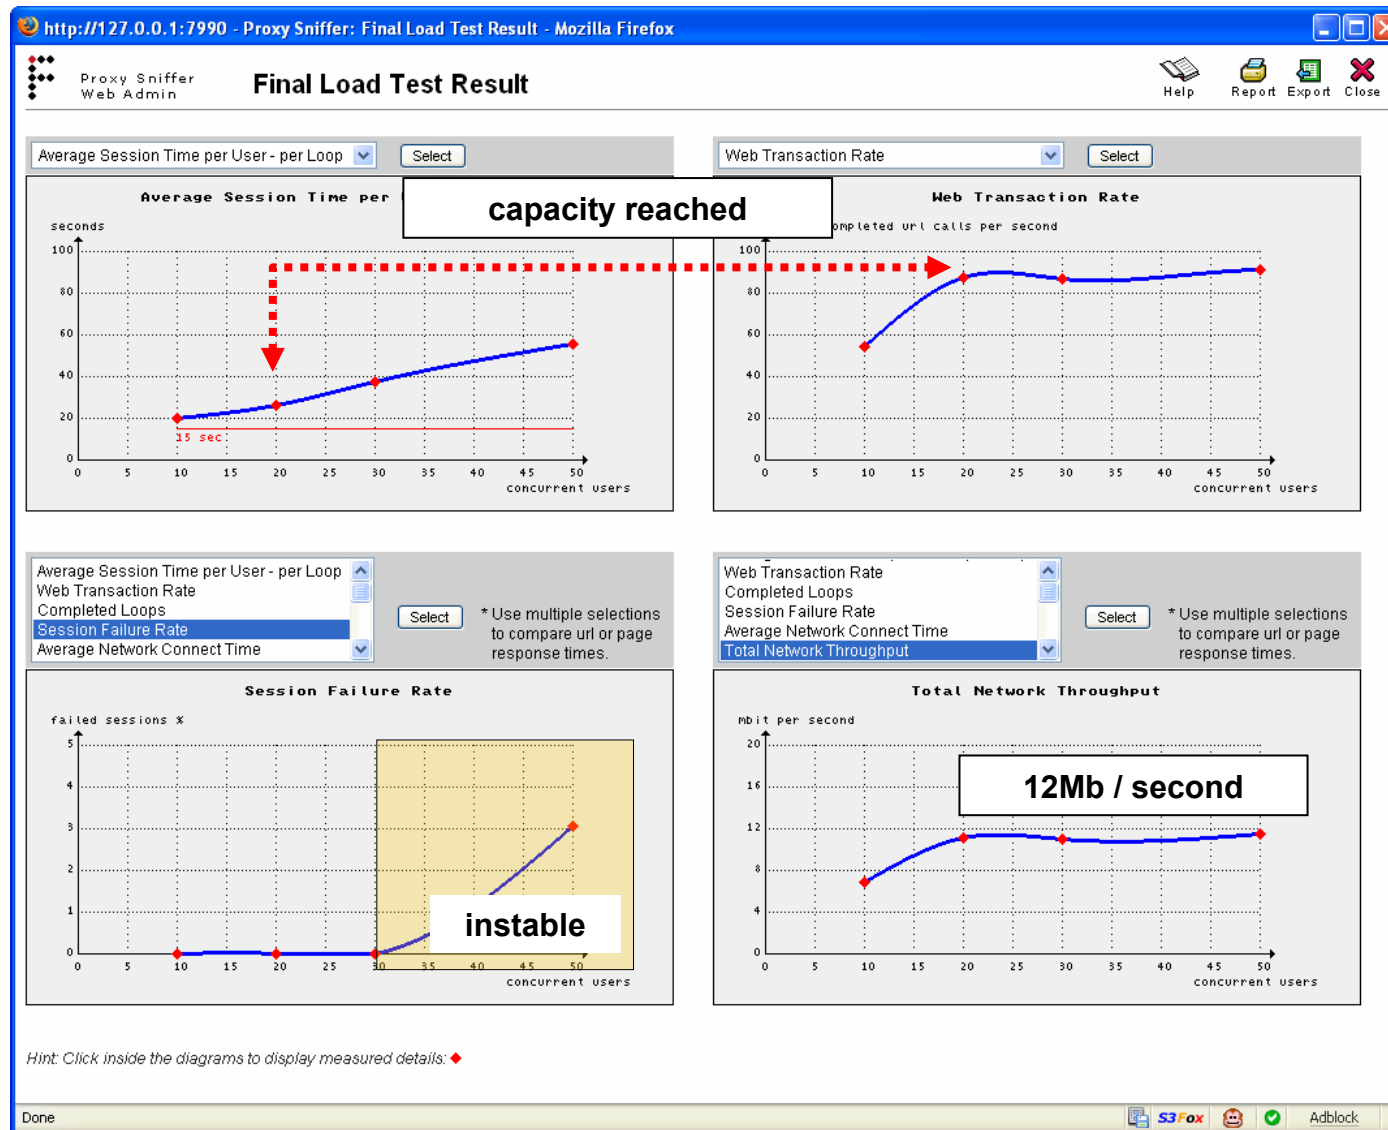 http://127.0.0.1:7990 - Proxy Sniffer: Final Load Test Result - Mozilla Firefox
Proxy Sniffer
Web Admin
Final Load Test Result
Help
Report
Export
Close
Average Session Time per User - per Loop
Select
Web Transaction Rate
Select
Average Session Time per
capacity reached
Web Transaction Rate
seconds
completed url calls per second
100
80
60
40
20
0
15 sec
0 5 10 15 20 25 30 35 40 45 50
concurrent users
100
80
60
40
20
0
0 5 10 15 20 25 30 35 40 45 50
concurrent users
Average Session Time per User - per Loop
Web Transaction Rate
Completed Loops
Session Failure Rate
Average Network Connect Time
Select
* Use multiple selections
to compare url or page
response times.
Web Transaction Rate
Completed Loops
Session Failure Rate
Average Network Connect Time
Total Network Throughput
Select
* Use multiple selections
to compare url or page
response times.
Session Failure Rate
failed sessions %
5
4
3
2
1
0
instable
0 5 10 15 20 25 30 35 40 45 50
concurrent users
Total Network Throughput
mbit per second
20
16
12
8
4
0
12Mb / second
0 5 10 15 20 25 30 35 40 45 50
concurrent users
Hint: Click inside the diagrams to display measured details:
Done
S3Fox
Adblock